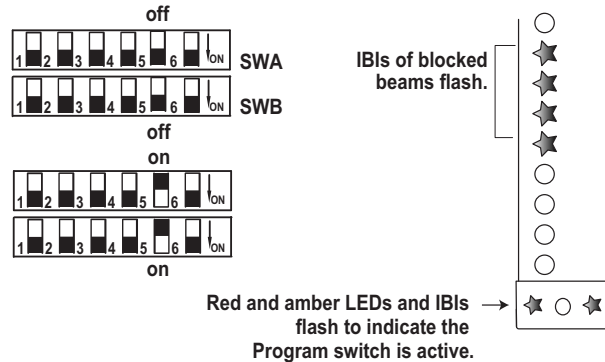 off
1 2 3 4 5 6 ON SWA
1 2 3 4 5 6 ON SWB
off
on
1 2 3 4 5 6 ON
1 2 3 4 5 6 ON
on
IBIs of blocked
beams flash.
Red and amber LEDs and IBIs
flash to indicate the
Program switch is active.